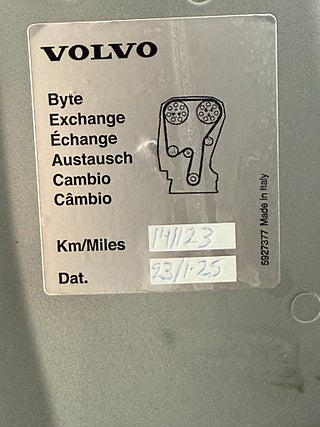 VOLVO
Byte
Exchange
Échange
Austausch
Cambio
Câmbio
Km/Miles 141123
Dat. 23/1-25
5927377 Made in Italy